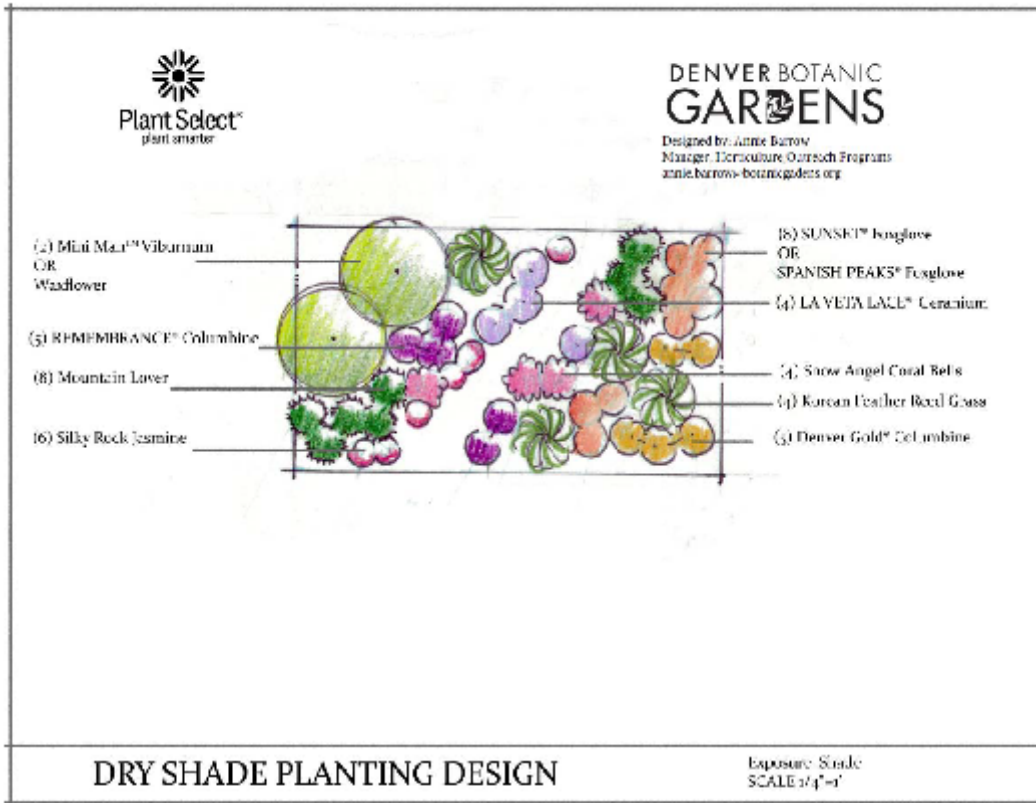 Plant Select®
plant smarter
DENVER BOTANIC
GARDENS
Designed by: Annie Barrow
Manager, Horticulture Outreach Programs
(2) Mini Man™ Viburnum
OR
Waxflower
(5) REMEMBRANCE® Columbine
(8) Mountain Lover
(6) Silky Rock Jasmine
(8) SUNSET® Foxglove
OR
SPANISH PEAKS® Foxglove
(4) LA VETA LACE® Geranium
(4) Snow Angel Coral Bells
(4) Korean Feather Reed Grass
Denver Gold® Columbine
DRY SHADE PLANTING DESIGN
Exposure: Shade
SCALE 1/4"=1'